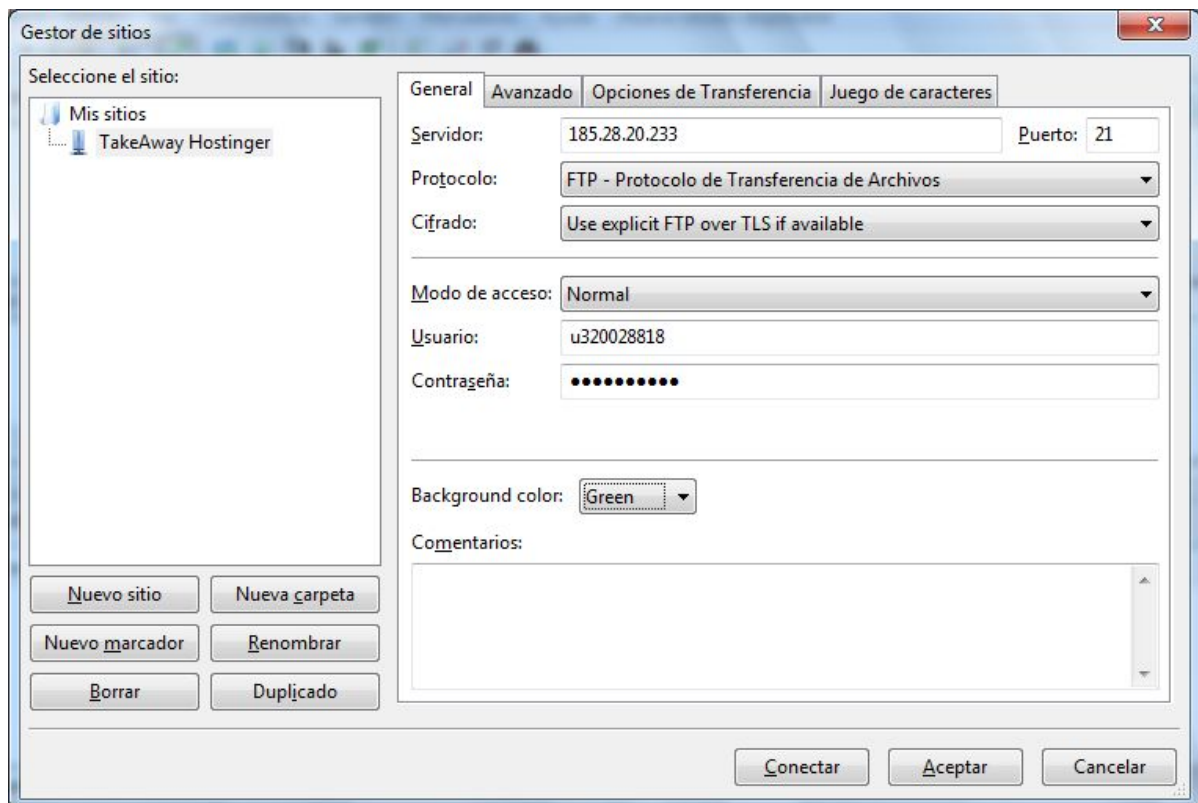 Gestor de sitios
Seleccione el sitio:
Mis sitios
TakeAway Hostinger
Nuevo sitio Nueva carpeta
Nuevo marcador Renombrar
Borrar Duplicado
General Avanzado Opciones de Transferencia Juego de caracteres
Servidor: 185.28.20.233 Puerto: 21
Protocolo: FTP - Protocolo de Transferencia de Archivos
Cifrado: Use explicit FTP over TLS if available
Modo de acceso: Normal
Usuario: u320028818
Contraseña: ●●●●●●●●●●
Background color: Green
Comentarios:
Conectar Aceptar Cancelar